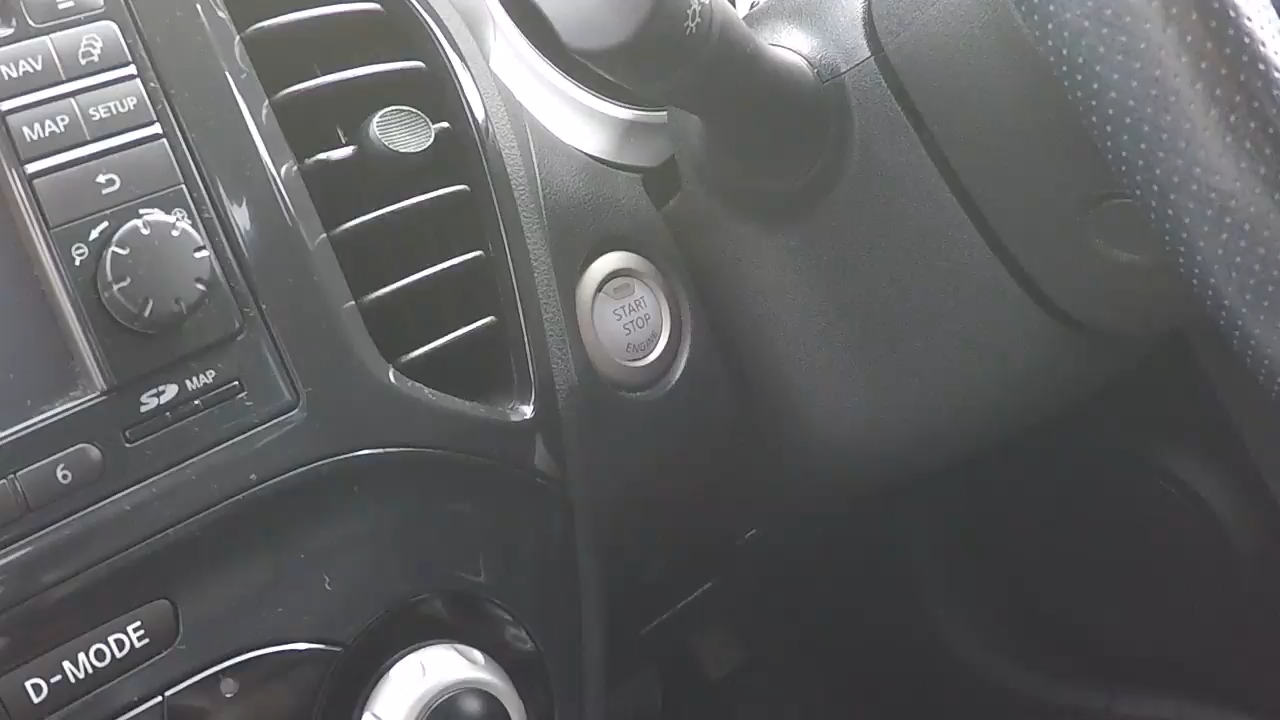 NAV
MAP
SETUP
SD MAP
6
D-MODE
START
STOP
ENGINE